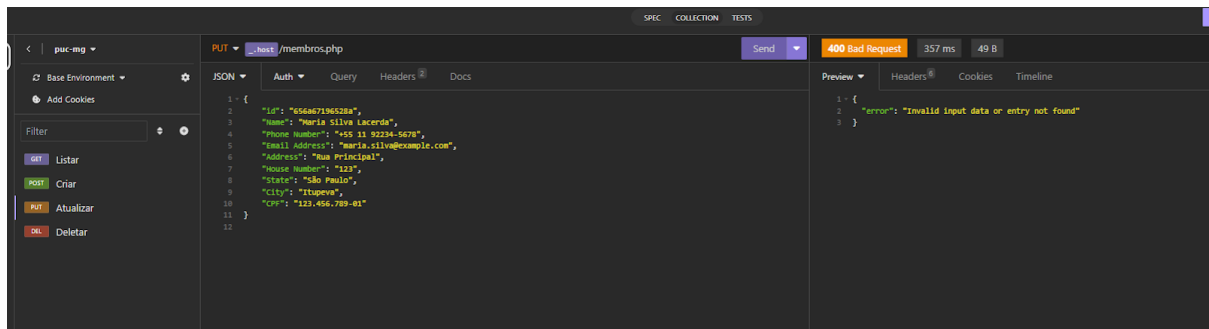 SPEC COLLECTION TESTS
puc-mg
Base Environment
Add Cookies
Filter
GET Listar
POST Criar
PUT Atualizar
DEL Deletar
PUT _.host /membros.php Send
JSON Auth Query Headers 2 Docs
1 {
2 "id": "656a67196528a",
3 "Name": "Maria Silva Lacerda",
4 "Phone Number": "+55 11 92234-5678",
5 "Email Address": "maria.silva@example.com",
6 "Address": "Rua Principal",
7 "House Number": "123",
8 "State": "São Paulo",
9 "City": "Itupeva",
10 "CPF": "123.456.789-01"
11 }
12
400 Bad Request 357 ms 49 B
Preview Headers 6 Cookies Timeline
1 {
2 "error": "Invalid input data or entry not found"
3 }